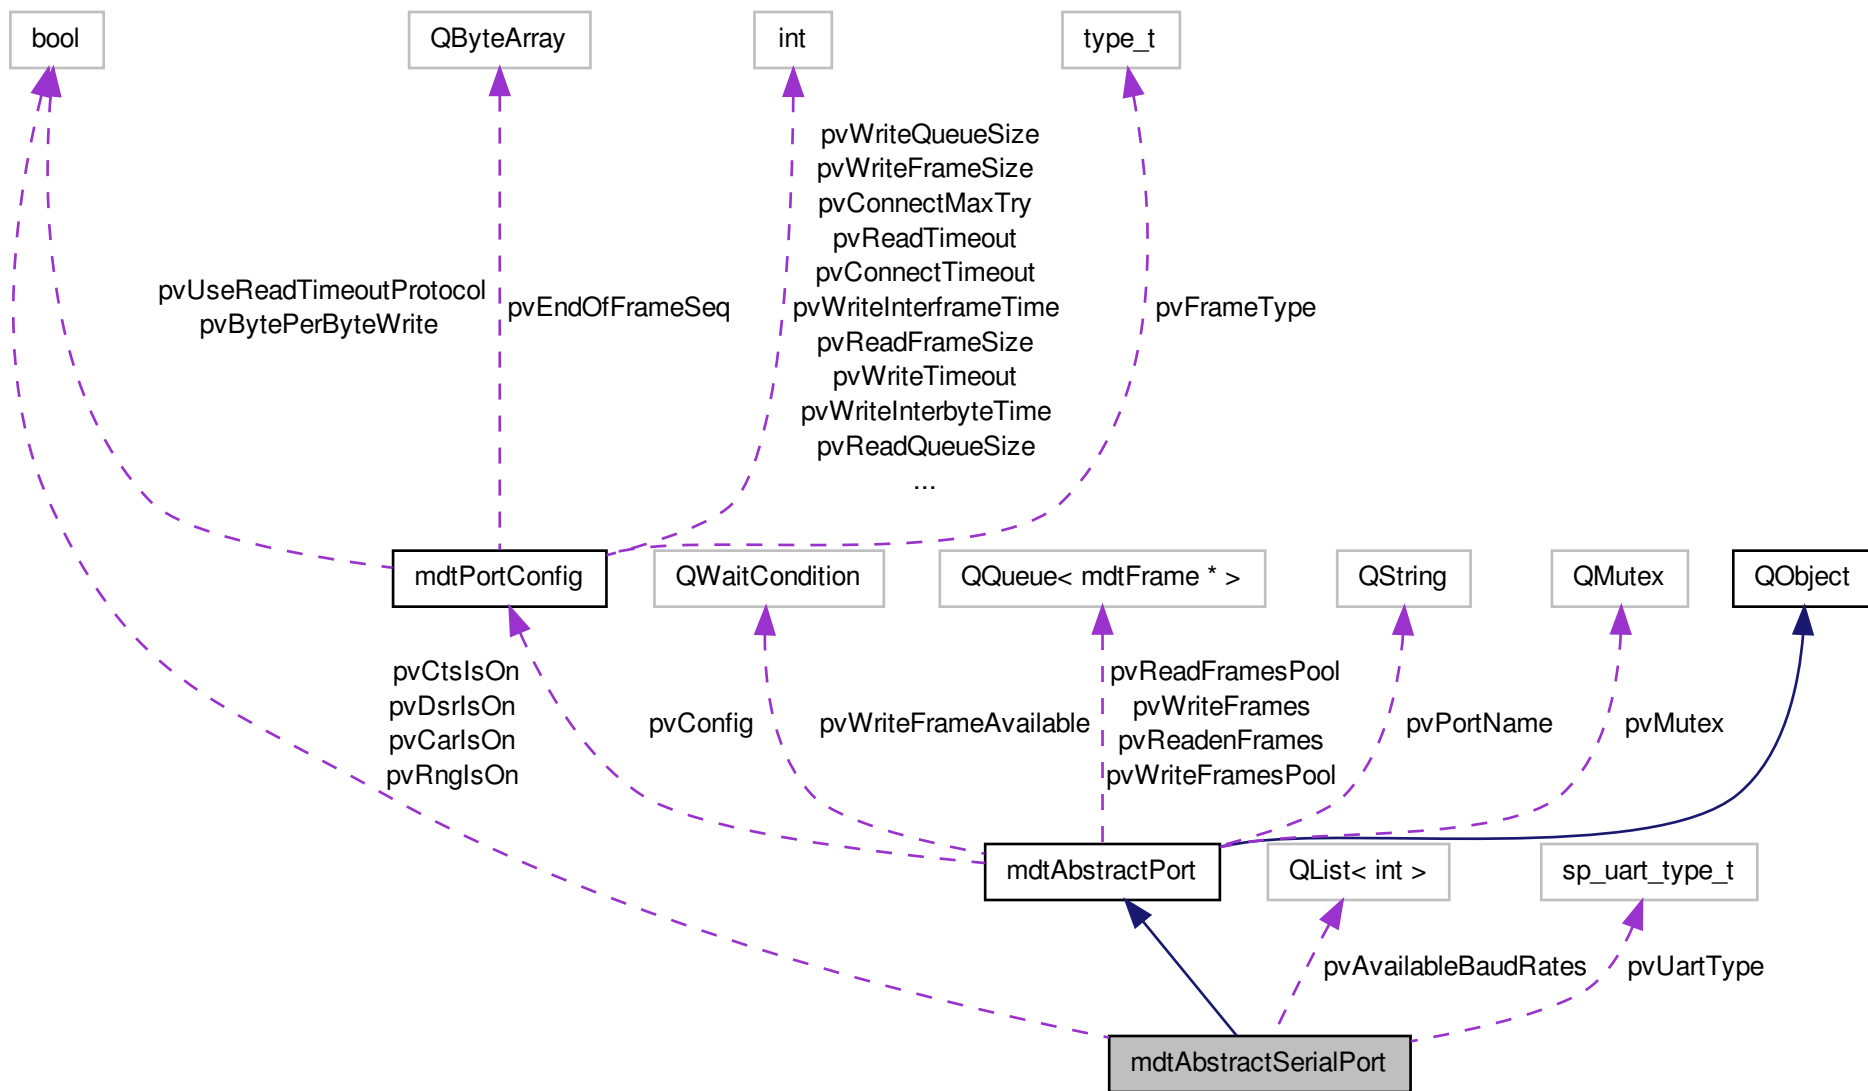 bool
QByteArray
int
type_t
pvWriteQueueSize
pvWriteFrameSize
pvConnectMaxTry
pvReadTimeout
pvConnectTimeout
pvWriteInterframeTime
pvReadFrameSize
pvWriteTimeout
pvWriteInterbyteTime
pvReadQueueSize
...
pvUseReadTimeoutProtocol
pvBytePerByteWrite
pvEndOfFrameSeq
pvFrameType
mdtPortConfig
QWaitCondition
QQueue< mdtFrame * >
QString
QMutex
QObject
pvCtsIsOn
pvDsrIsOn
pvCarIsOn
pvRngIsOn
pvConfig
pvWriteFrameAvailable
pvReadFramesPool
pvWriteFrames
pvReadenFrames
pvWriteFramesPool
pvPortName
pvMutex
mdtAbstractPort
QList< int >
sp_uart_type_t
pvAvailableBaudRates
pvUartType
mdtAbstractSerialPort